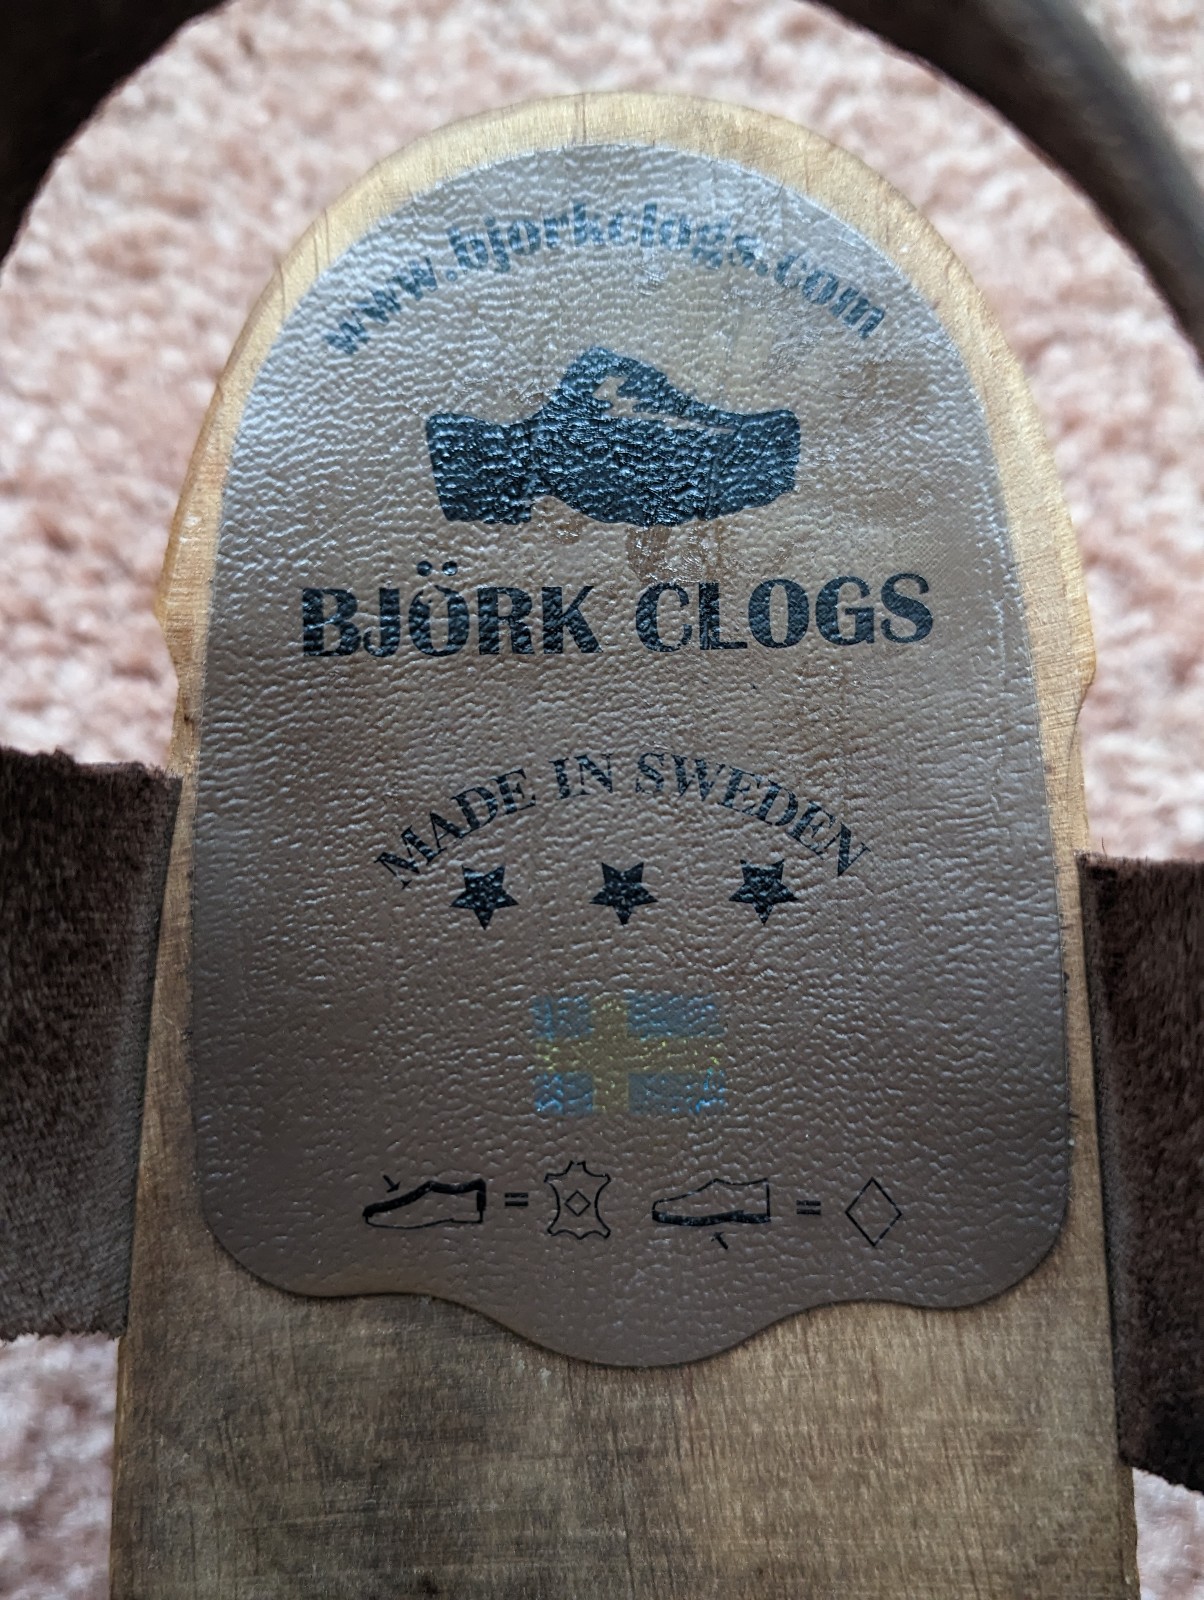 www.bjorkclogs.com
BJÖRK CLOGS
MADE IN SWEDEN
= =